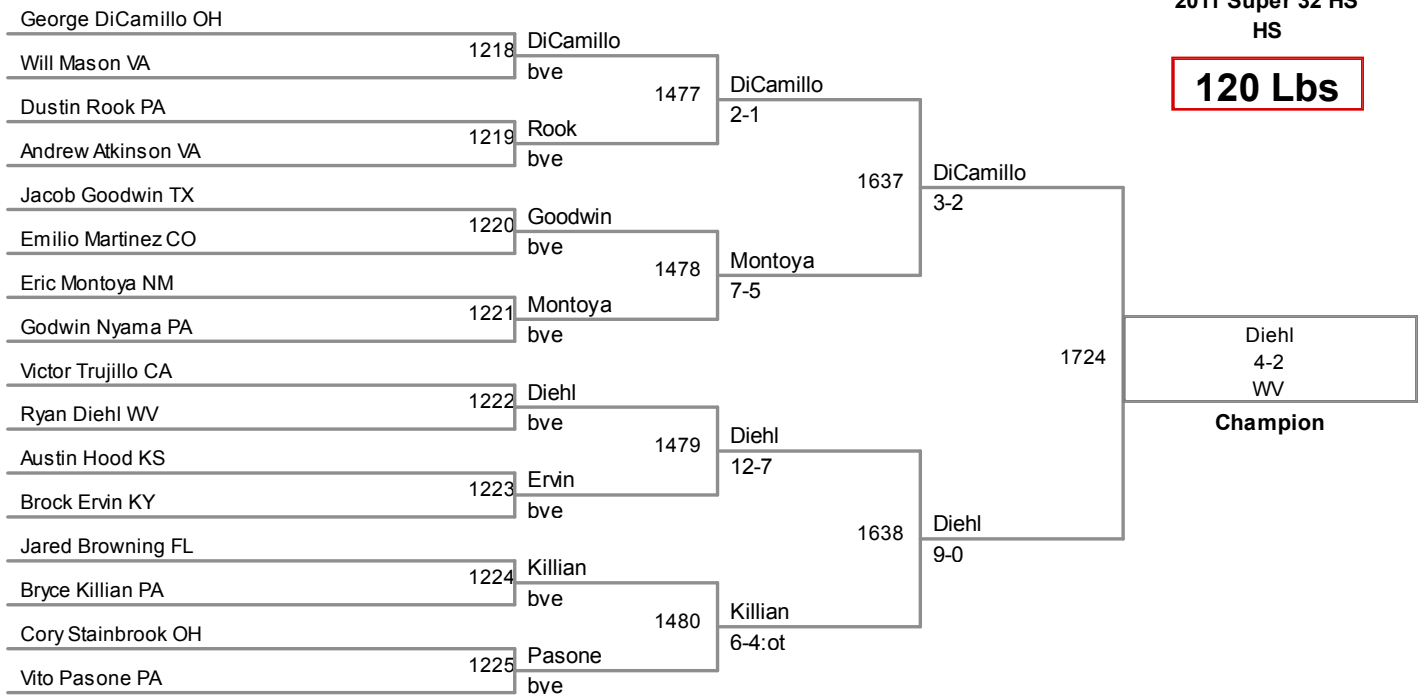 2011 Super 32 HS
HS
120 Lbs
George DiCamillo OH
Will Mason VA
Dustin Rook PA
Andrew Atkinson VA
Jacob Goodwin TX
Emilio Martinez CO
Eric Montoya NM
Godwin Nyama PA
Victor Trujillo CA
Ryan Diehl WV
Austin Hood KS
Brock Ervin KY
Jared Browning FL
Bryce Killian PA
Cory Stainbrook OH
Vito Pasone PA
1218
DiCamillo
bye
1219
Rook
bye
1220
Goodwin
bye
1221
Montoya
bye
1222
Diehl
bye
1223
Ervin
bye
1224
Killian
bye
1225
Pasone
bye
1477
DiCamillo
2-1
1478
Montoya
7-5
1479
Diehl
12-7
1480
Killian
6-4:ot
1637
DiCamillo
3-2
1638
Diehl
9-0
1724
Diehl
4-2
WV
Champion